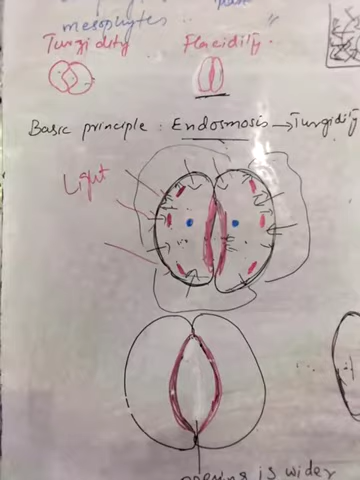 mesophytes..
Turgidity Flacidity.
Basic principle : Endosmosis → Turgidity
Light
opening is wider